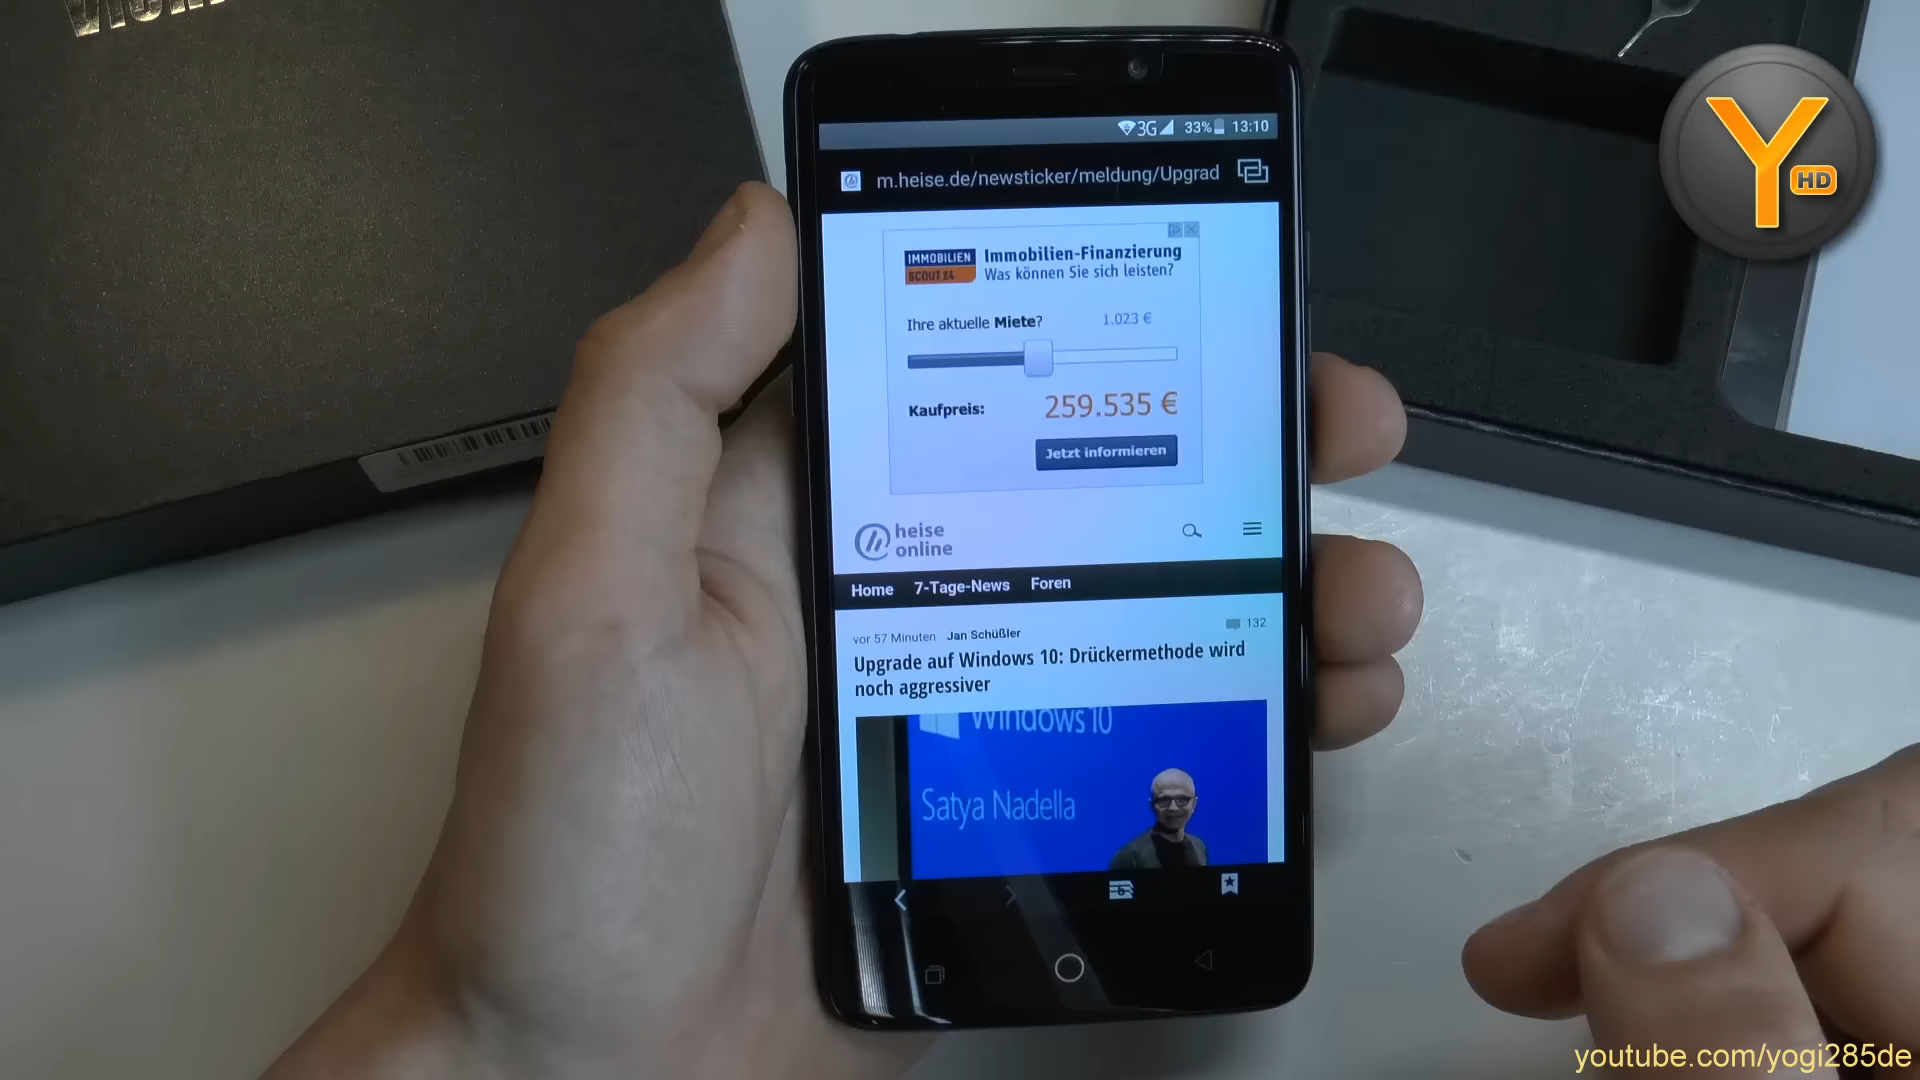 3G 33% 13:10
m.heise.de/newsticker/meldung/Upgrad
Y
HD
IMMOBILIEN
SCOUT 24
Immobilien-Finanzierung
Was können Sie sich leisten?
Ihre aktuelle Miete? 1.023 €
Kaufpreis: 259.535 €
Jetzt informieren
heise
online
Home 7-Tage-News Foren
vor 57 Minuten Jan Schüßler 132
Upgrade auf Windows 10: Drückermethode wird
noch aggressiver
Windows 10
Satya Nadella
youtube.com/yogi285de